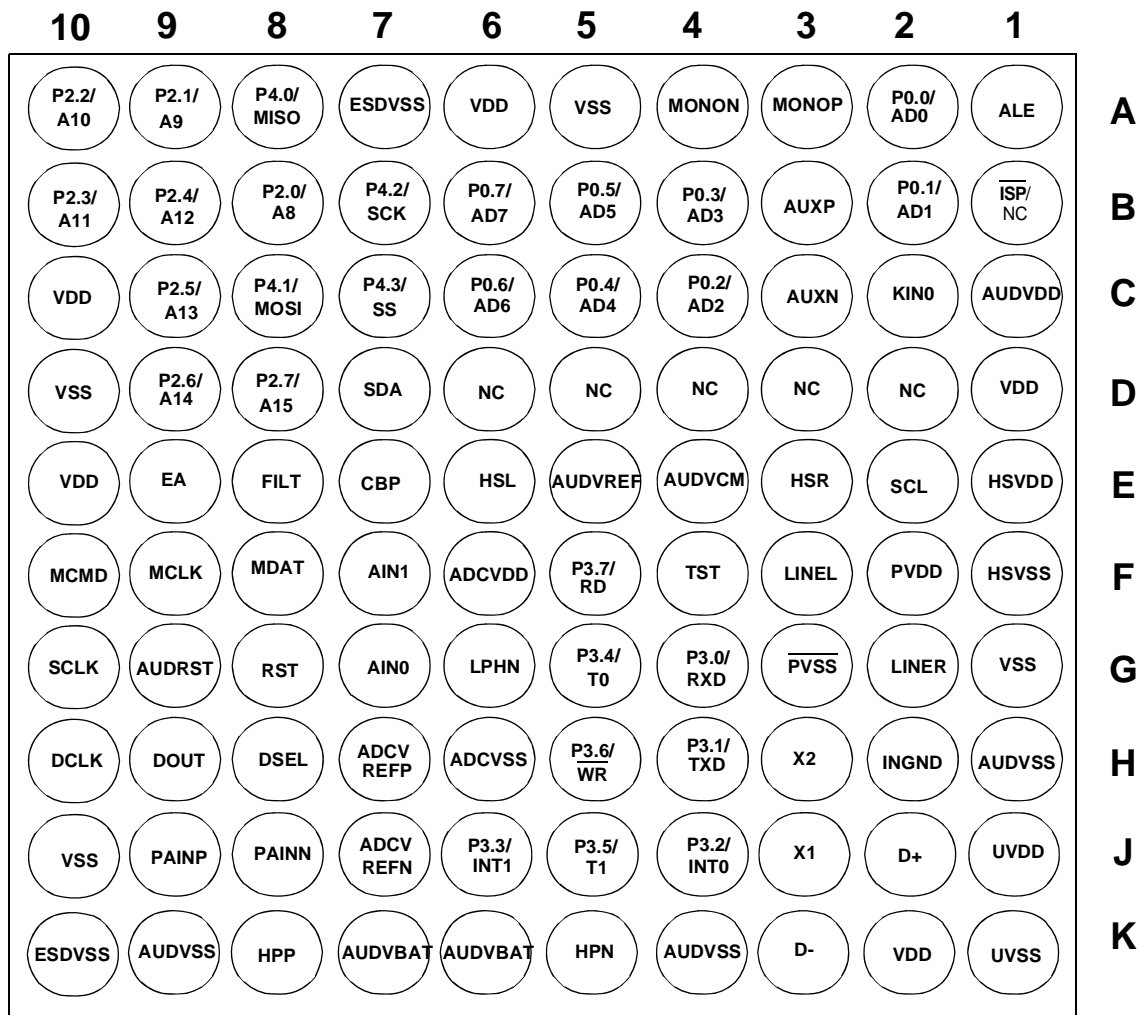 10 9 8 7 6 5 4 3 2 1
P2.2/ P2.1/ P4.0/ ESDVSS VDD VSS MONON MONOP P0.0/ ALE A
A10 A9 MISO AD0
P2.3/ P2.4/ P2.0/ P4.2/ P0.7/ P0.5/ P0.3/ AUXP P0.1/ ISP/ B
A11 A12 A8 SCK AD7 AD5 AD3 AD1 NC
VDD P2.5/ P4.1/ P4.3/ P0.6/ P0.4/ P0.2/ AUXN KIN0 AUDVDD C
A13 MOSI SS AD6 AD4 AD2
VSS P2.6/ P2.7/ SDA NC NC NC NC NC VDD D
A14 A15
VDD EA FILT CBP HSL AUDVREF AUDVCM HSR SCL HSVDD E
MCMD MCLK MDAT AIN1 ADCVDD P3.7/ TST LINEL PVDD HSVSS F
RD
SCLK AUDRST RST AIN0 LPHN P3.4/ P3.0/ PVSS LINER VSS G
T0 RXD
DCLK DOUT DSEL ADCV ADCVSS P3.6/ P3.1/ X2 INGND AUDVSS H
REFP WR TXD
VSS PAINP PAINN ADCV P3.3/ P3.5/ P3.2/ X1 D+ UVDD J
REFN INT1 T1 INT0
ESDVSS AUDVSS HPP AUDVBAT AUDVBAT HPN AUDVSS D- VDD UVSS K